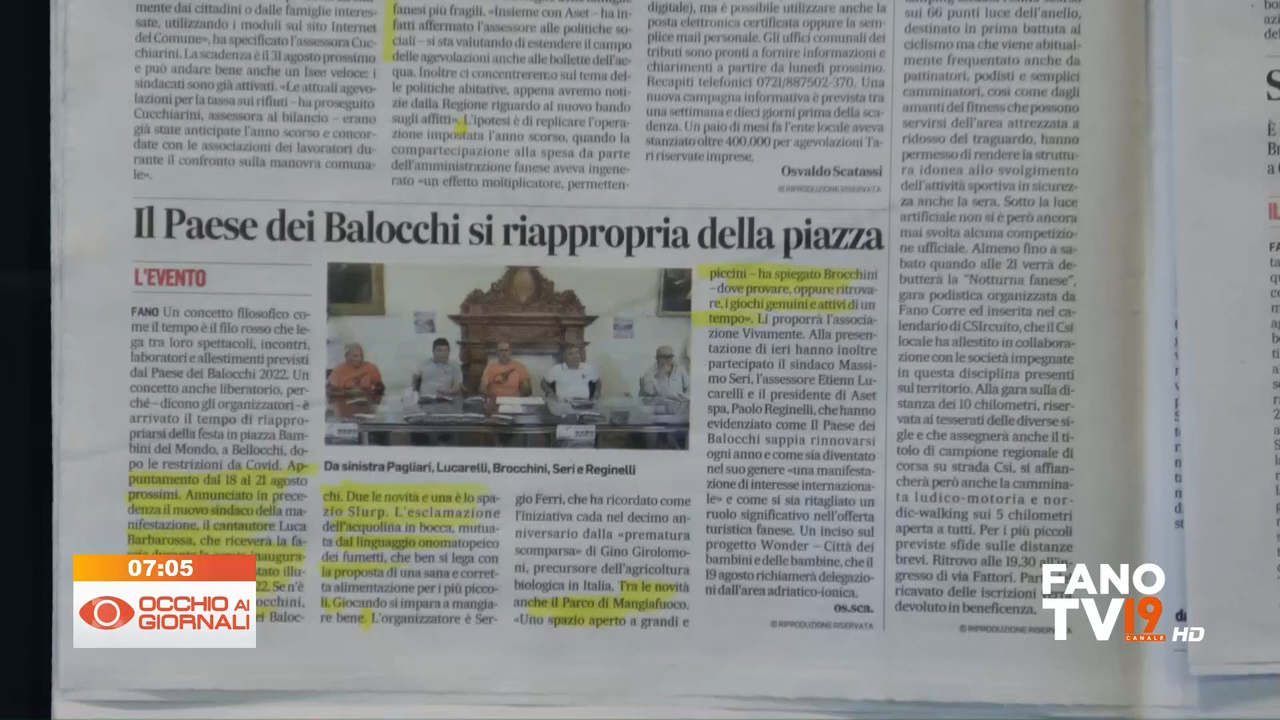 mente dai cittadini o dalle famiglie interes-
sate, utilizzando i moduli sul sito Internet
del Comune», ha specificato l'assessora Cuc-
chiarini. La scadenza è il 31 agosto prossimo
e può andare bene anche un Isee veloce: i
sindacati sono già attivati. «Le attuali agevo-
lazioni per la tassa sui rifiuti – ha proseguito
Cucchiarini, assessora al bilancio – erano
già state anticipate l'anno scorso e concor-
date con le associazioni dei lavoratori du-
rante il confronto sulla manovra comuna-
le».
fanesi più fragili. «Insieme con Aset – ha in-
fatti affermato l'assessore alle politiche so-
ciali – si sta valutando di estendere il campo
delle agevolazioni anche alle bollette dell'ac-
qua. Inoltre ci concentreremo sul tema del-
le politiche abitative, appena avremo noti-
zie dalla Regione riguardo al nuovo bando
sugli affitti». L'ipotesi è di replicare l'opera-
zione impostata l'anno scorso, quando la
compartecipazione alla spesa da parte
dell'amministrazione fanese aveva ingene-
rato «un effetto moltiplicatore, permetten-
digitale), ma è possibile utilizzare anche la
posta elettronica certificata oppure la sem-
plice mail personale. Gli uffici comunali dei
tributi sono pronti a fornire informazioni e
chiarimenti a partire da lunedì prossimo.
Recapiti telefonici 0721/887502-370. Una
nuova campagna informativa è prevista tra
una settimana e dieci giorni prima della sca-
denza. Un paio di mesi fa l'ente locale aveva
stanziato oltre 400.000 per agevolazioni Ta-
ri riservate imprese.
Osvaldo Scatassi
© RIPRODUZIONE RISERVATA
Il Paese dei Balocchi si riappropria della piazza
L'EVENTO
FANO Un concetto filosofico co-
me il tempo è il filo rosso che le-
ga tra loro spettacoli, incontri,
laboratori e allestimenti previsti
dal Paese dei Balocchi 2022. Un
concetto anche liberatorio, per-
ché – dicono gli organizzatori - è
arrivato il tempo di riappro-
priarsi della festa in piazza Bam-
bini del Mondo, a Bellocchi, do-
po le restrizioni da Covid. Ap-
puntamento dal 18 al 21 agosto
prossimi. Annunciato in prece-
denza il nuovo sindaco della ma-
nifestazione, il cantautore Luca
Barbarossa, che riceverà la fa-
inaugura-
tato illu-
22. Se n'è
occhini,
ei Baloc-
Da sinistra Pagliari, Lucarelli, Brocchini, Seri e Reginelli
chi. Due le novità e una è lo spa-
zio Slurp. L'esclamazione
dell'acquolina in bocca, mutua-
ta dal linguaggio onomatopeico
dei fumetti, che ben si lega con
la proposta di una sana e corret-
ta alimentazione per i più picco-
li. Giocando si impara a mangia-
re bene. L'organizzatore è Ser-
gio Ferri, che ha ricordato come
l'iniziativa cada nel decimo an-
niversario dalla «prematura
scomparsa» di Gino Girolomo-
ni, precursore dell'agricoltura
biologica in Italia. Tra le novità
anche il Parco di Mangiafuoco.
«Uno spazio aperto a grandi e
piccini – ha spiegato Brocchini
– dove provare, oppure ritrova-
re, i giochi genuini e attivi di un
tempo». Li proporrà l'associa-
zione Vivamente. Alla presen-
tazione di ieri hanno inoltre
partecipato il sindaco Massi-
mo Seri, l'assessore Etienn Lu-
carelli e il presidente di Aset
spa, Paolo Reginelli, che hanno
evidenziato come Il Paese dei
Balocchi sappia rinnovarsi
ogni anno e come sia diventato
nel suo genere «una manifesta-
zione di interesse internaziona-
le» e come si sia ritagliato un
ruolo significativo nell'offerta
turistica fanese. Un inciso sul
progetto Wonder – Città dei
bambini e delle bambine, che il
19 agosto richiamerà delegazio-
ni dall'area adriatico-ionica.
os.sca.
© RIPRODUZIONE RISERVATA
su 66 punti luce dell'anello,
destinato in prima battuta al
ciclismo ma che viene abitual-
mente frequentato anche da
pattinatori, podisti e semplici
camminatori, così come dagli
amanti del fitness che possono
servirsi dell'area attrezzata a
ridosso del traguardo, hanno
permesso di rendere la struttu-
ra idonea allo svolgimento
dell'attività sportiva in sicurez-
za anche la sera. Sotto la luce
artificiale non si è però ancora
mai svolta alcuna competizio-
ne ufficiale. Almeno fino a sa-
bato quando alle 21 verrà de-
butterà la "Notturna fanese",
gara podistica organizzata da
Fano Corre ed inserita nel ca-
lendario di CSIrcuito, che il Csi
locale ha allestito in collabora-
zione con le società impegnate
in questa disciplina presenti
sul territorio. Alla gara sulla di-
stanza dei 10 chilometri, riser-
vata ai tesserati delle diverse si-
gle e che assegnerà anche il ti-
tolo di campione regionale di
corsa su strada Csi, si affian-
cherà però anche la cammina-
ta ludico-motoria e nor-
dic-walking sui 5 chilometri
aperta a tutti. Per i più piccoli
previste sfide sulle distanze
brevi. Ritrovo alle 19,30 all'in-
gresso di via Fattori. Par
ricavato delle iscrizioni verrà
devoluto in beneficenza.
© RIPRODUZIONE RISERVATA
07:05
OCCHIO AI
GIORNALI
FANO
TV 19
CANALE
HD